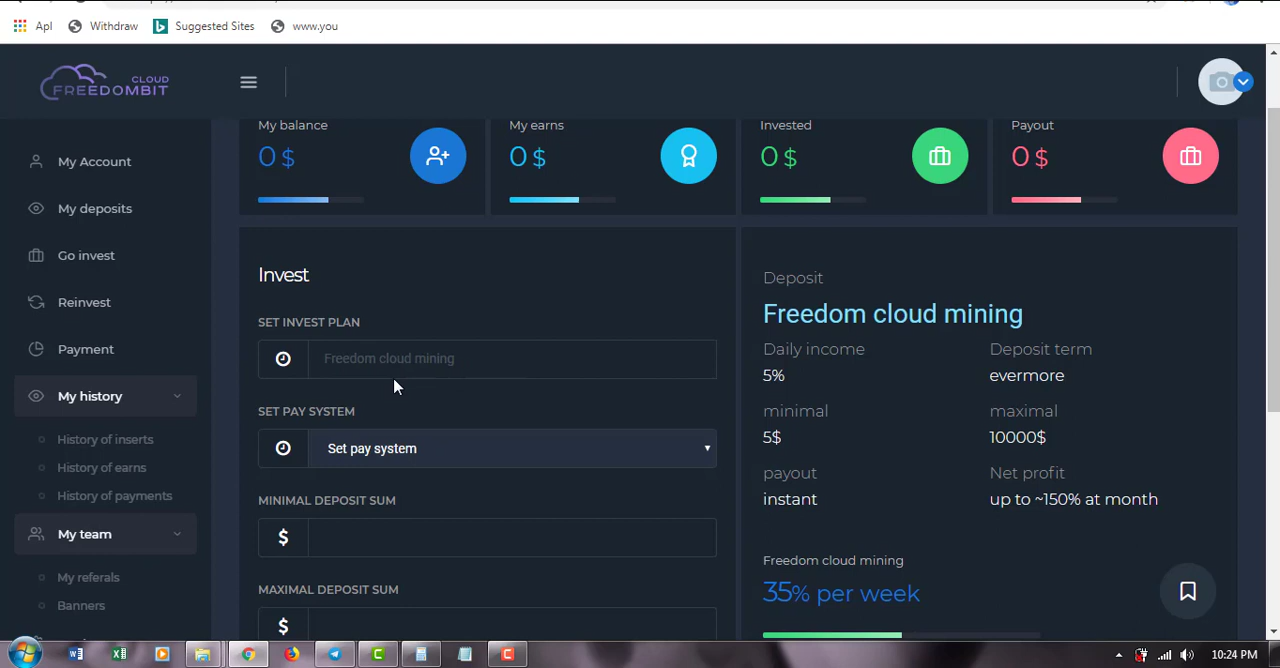 Apl Withdraw Suggested Sites www.you
CLOUD
FREEDOMBIT
My Account
My deposits
Go invest
Reinvest
Payment
My history
History of inserts
History of earns
History of payments
My team
My referals
Banners
My balance
0 $
My earns
0 $
Invested
0 $
Payout
0 $
Invest
SET INVEST PLAN
Freedom cloud mining
SET PAY SYSTEM
Set pay system
MINIMAL DEPOSIT SUM
$
MAXIMAL DEPOSIT SUM
$
Deposit
Freedom cloud mining
Daily income Deposit term
5% evermore
minimal maximal
5$ 10000$
payout Net profit
instant up to ~150% at month
Freedom cloud mining
35% per week
10:24 PM